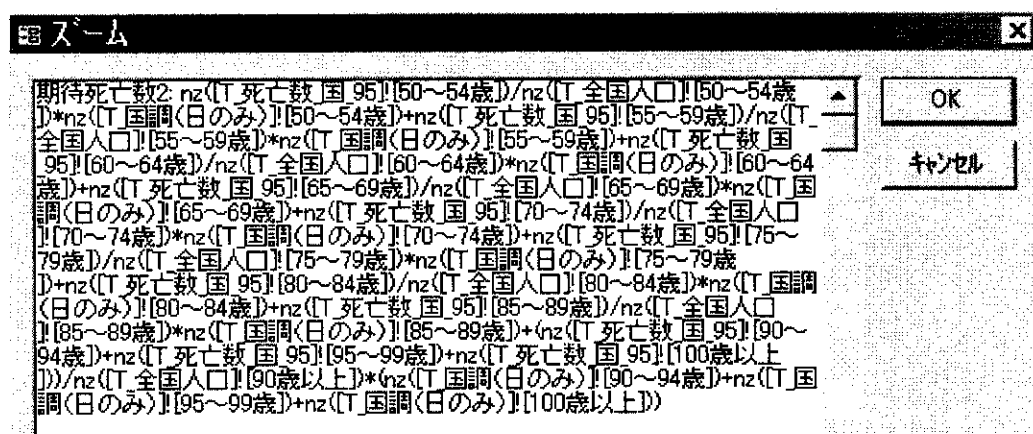 ズーム
期待死亡数2: nz([T_死亡数_国_95]![50～54歳])/nz([T_全国人口]![50～54歳
])*nz([T_国調(日のみ)]![50～54歳])+nz([T_死亡数_国_95]![55～59歳])/nz([T_
全国人口]![55～59歳])*nz([T_国調(日のみ)]![55～59歳])+nz([T_死亡数_国
_95]![60～64歳])/nz([T_全国人口]![60～64歳])*nz([T_国調(日のみ)]![60～64
歳])+nz([T_死亡数_国_95]![65～69歳])/nz([T_全国人口]![65～69歳])*nz([T_国
調(日のみ)]![65～69歳])+nz([T_死亡数_国_95]![70～74歳])/nz([T_全国人口
]![70～74歳])*nz([T_国調(日のみ)]![70～74歳])+nz([T_死亡数_国_95]![75～
79歳])/nz([T_全国人口]![75～79歳])*nz([T_国調(日のみ)]![75～79歳
])+nz([T_死亡数_国_95]![80～84歳])/nz([T_全国人口]![80～84歳])*nz([T_国調
(日のみ)]![80～84歳])+nz([T_死亡数_国_95]![85～89歳])/nz([T_全国人口
]![85～89歳])*nz([T_国調(日のみ)]![85～89歳])+(nz([T_死亡数_国_95]![90～
94歳])+nz([T_死亡数_国_95]![95～99歳])+nz([T_死亡数_国_95]![100歳以上
]))/nz([T_全国人口]![90歳以上])*(nz([T_国調(日のみ)]![90～94歳])+nz([T_国
調(日のみ)]![95～99歳])+nz([T_国調(日のみ)]![100歳以上]))
OK
キャンセル